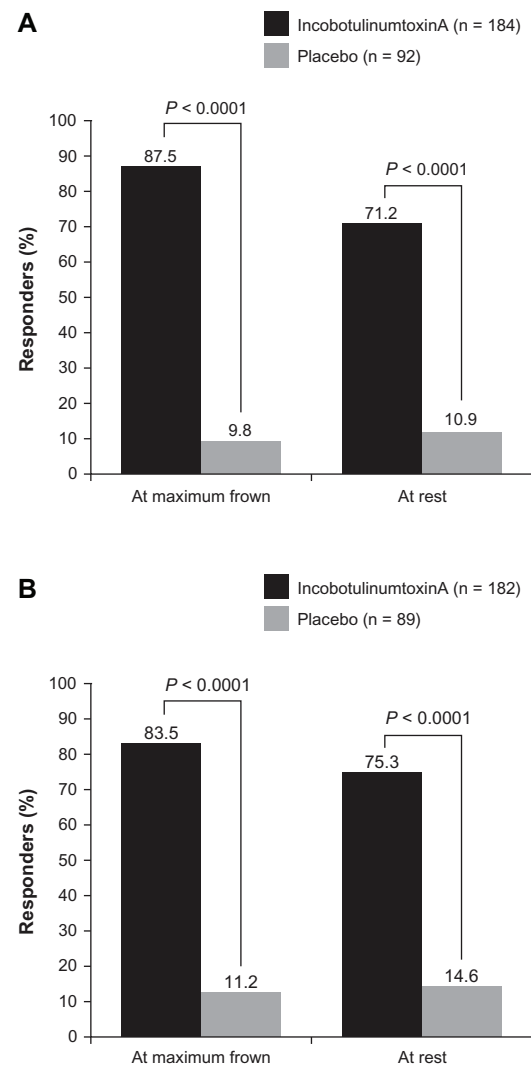 A
IncobotulinumtoxinA (n = 184)
Placebo (n = 92)
Responders (%)
100
90
80
70
60
50
40
30
20
10
0
P < 0.0001
87.5
9.8
P < 0.0001
71.2
10.9
At maximum frown
At rest
B
IncobotulinumtoxinA (n = 182)
Placebo (n = 89)
Responders (%)
100
90
80
70
60
50
40
30
20
10
0
P < 0.0001
83.5
11.2
P < 0.0001
75.3
14.6
At maximum frown
At rest